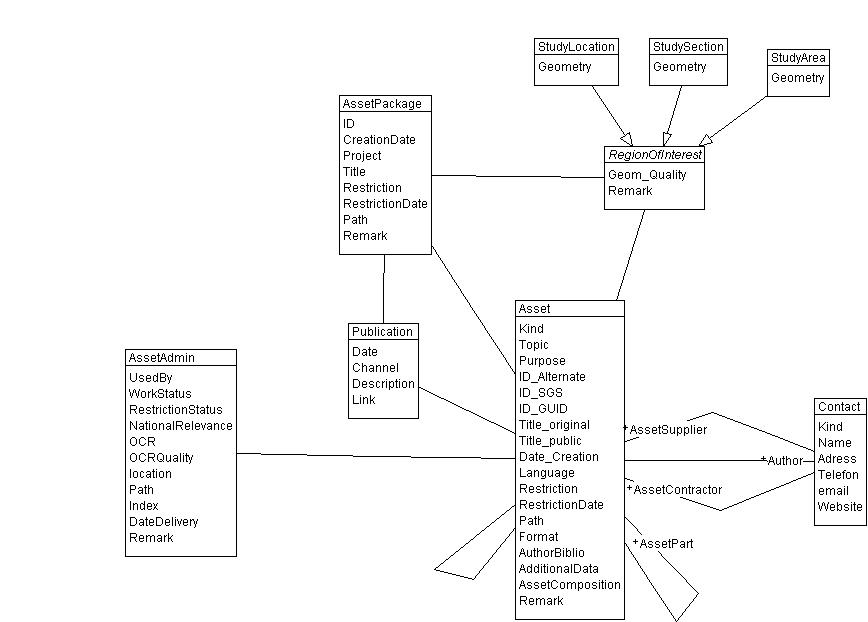 StudyLocation
Geometry
StudySection
Geometry
StudyArea
Geometry
AssetPackage
ID
CreationDate
Project
Title
Restriction
RestrictionDate
Path
Remark
RegionOfInterest
Geom_Quality
Remark
Publication
Date
Channel
Description
Link
AssetAdmin
UsedBy
WorkStatus
RestrictionStatus
NationalRelevance
OCR
OCRQuality
location
Path
Index
DateDelivery
Remark
Asset
Kind
Topic
Purpose
ID_Alternate
ID_SGS
ID_GUID
Title_original
Title_public
Date_Creation
Language
Restriction
RestrictionDate
Path
Format
AuthorBiblio
AdditionalData
AssetComposition
Remark
+AssetSupplier
+Author
+AssetContractor
+AssetPart
Contact
Kind
Name
Adress
Telefon
email
Website